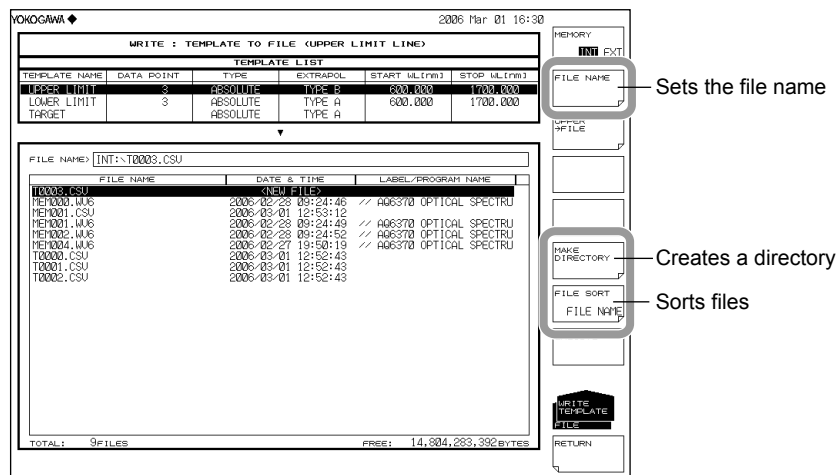 YOKOGAWA ◆ 2006 Mar 01 16:30
WRITE : TEMPLATE TO FILE (UPPER LIMIT LINE)
TEMPLATE LIST
TEMPLATE NAME DATA POINT TYPE EXTRAPOL START WL[nm] STOP WL[nm]
UPPER LIMIT 3 ABSOLUTE TYPE B 600.000 1700.000
LOWER LIMIT 3 ABSOLUTE TYPE A 600.000 1700.000
TARGET ABSOLUTE TYPE A
▼
FILE NAME> INT:\T0003.CSV
FILE NAME DATE & TIME LABEL/PROGRAM NAME
T0003.CSV <NEW FILE>
MEM000.WV6 2006/02/28 09:24:46 // AQ6370 OPTICAL SPECTRU
MEM001.CSV 2006/03/01 12:53:12
MEM001.WV6 2006/02/28 09:24:49 // AQ6370 OPTICAL SPECTRU
MEM002.WV6 2006/02/28 09:24:52 // AQ6370 OPTICAL SPECTRU
MEM004.WV6 2006/02/27 19:50:19 // AQ6370 OPTICAL SPECTRU
T0000.CSV 2006/03/01 12:52:43
T0001.CSV 2006/03/01 12:52:43
T0002.CSV 2006/03/01 12:52:43
TOTAL: 9FILES FREE: 14,804,283,392BYTES
MEMORY
INT EXT
FILE NAME
Sets the file name
UPPER
→FILE
MAKE
DIRECTORY
Creates a directory
FILE SORT
FILE NAME
Sorts files
WRITE
TEMPLATE
FILE
RETURN